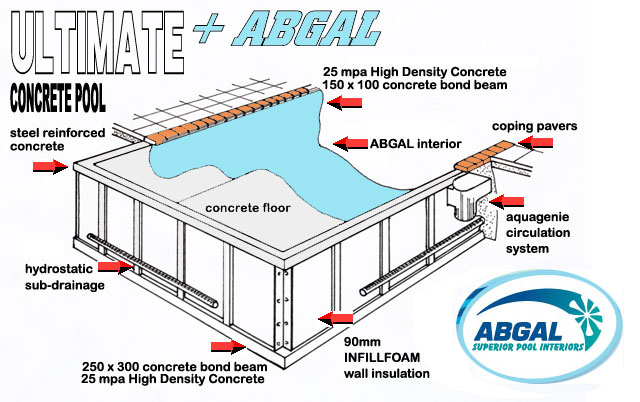 ULTIMATE + ABGAL
CONCRETE POOL
25 mpa High Density Concrete
150 x 100 concrete bond beam
steel reinforced
concrete
ABGAL interior
coping pavers
concrete floor
aquagenie
circulation
system
hydrostatic
sub-drainage
90mm
INFILLFOAM
wall insulation
250 x 300 concrete bond beam
25 mpa High Density Concrete
ABGAL
SUPERIOR POOL INTERIORS